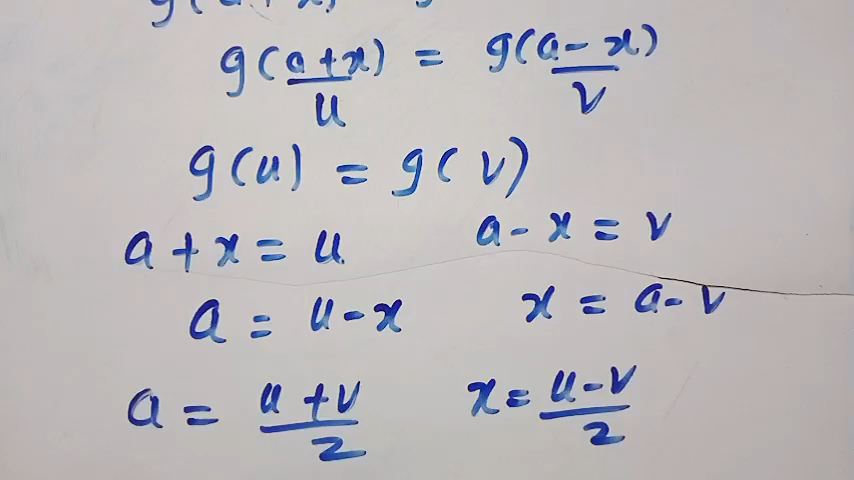 g(a+x) = g(a-x)
u v
g(u) = g(v)
a+x = u a-x = v
a = u-x x = a-v
a = u+v/2 x = u-v/2